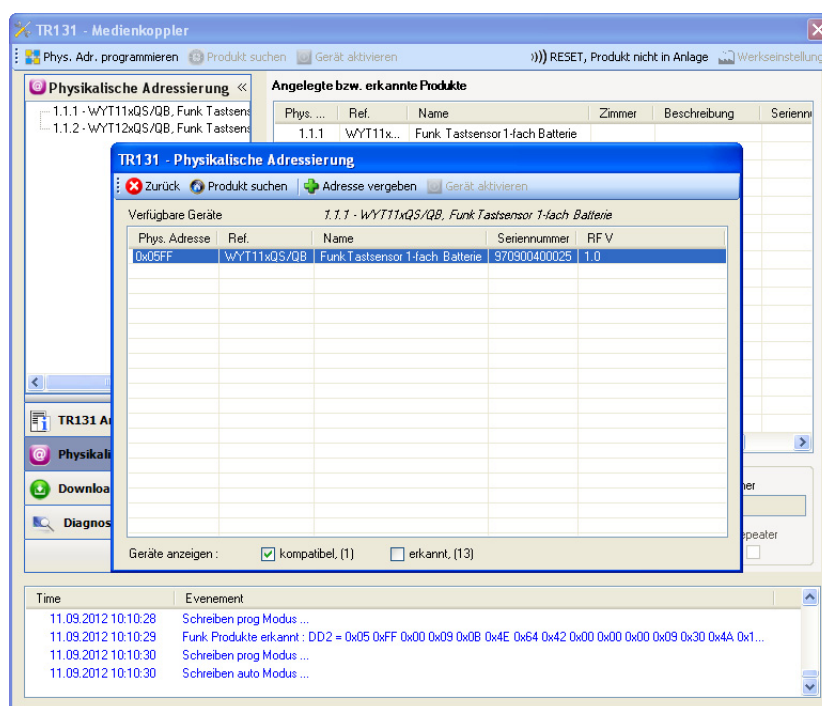 TR131 - Medienkoppler
Phys. Adr. programmieren Produkt suchen Gerät aktivieren ))) RESET, Produkt nicht in Anlage Werkseinstellung
Physikalische Adressierung «
1.1.1 - WYT11xQS/QB, Funk Tastsens
1.1.2 - WYT12xQS/QB, Funk Tastsens
Angelegte bzw. erkannte Produkte
Phys. ... Ref. Name Zimmer Beschreibung Serienn
1.1.1 WYT11x... Funk Tastsensor 1-fach Batterie
TR131 - Physikalische Adressierung
Zurück Produkt suchen Adresse vergeben Gerät aktivieren
Verfügbare Geräte 1.1.1 - WYT11xQS/QB, Funk Tastsensor 1-fach Batterie
Phys. Adresse Ref. Name Seriennummer RF V
0x05FF WYT11xQS/QB Funk Tastsensor 1-fach Batterie 970900400025 1.0
Geräte anzeigen : kompatibel, (1) erkannt, (13)
TR131 A
Physikali
Downloa
Diagnos
er
epeater
Time Evenement
11.09.2012 10:10:28 Schreiben prog Modus ...
11.09.2012 10:10:29 Funk Produkte erkannt : DD2 = 0x05 0xFF 0x00 0x09 0x0B 0x4E 0x64 0x42 0x00 0x00 0x00 0x09 0x30 0x4A 0x1...
11.09.2012 10:10:30 Schreiben prog Modus ...
11.09.2012 10:10:30 Schreiben auto Modus ...